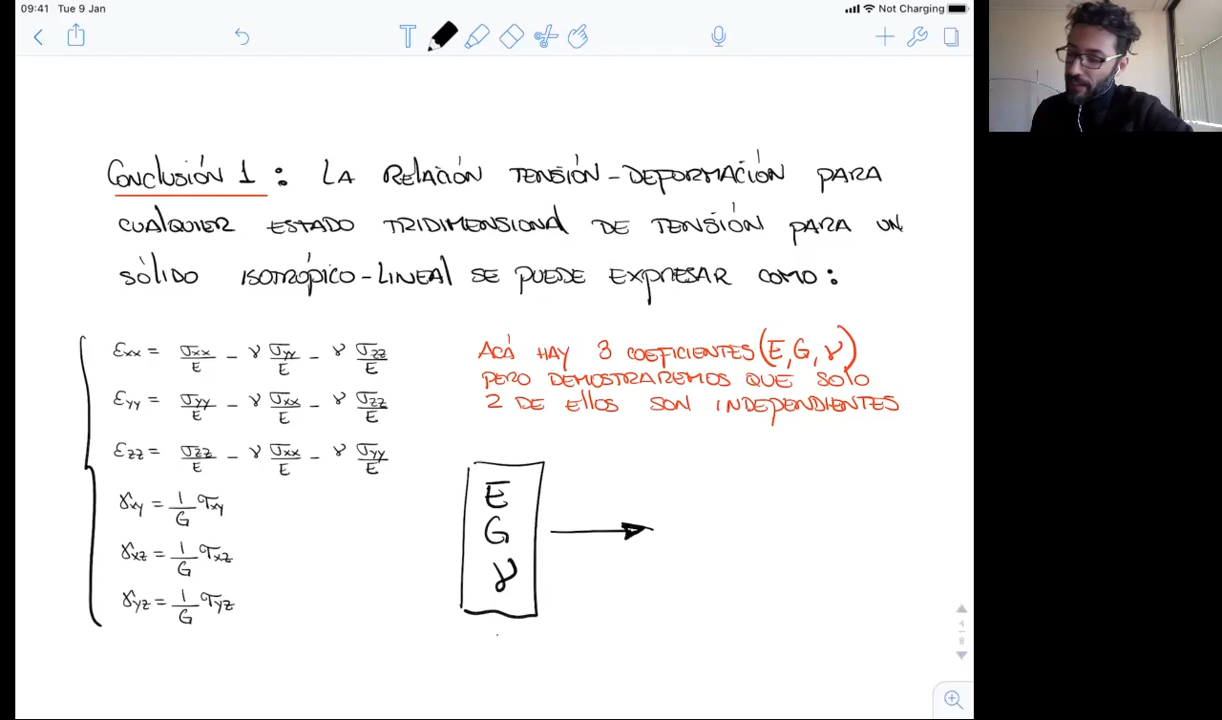 09:41 Tue 9 Jan
Not Charging
T
Conclusión 1: LA RELACIÓN TENSIÓN-DEFORMACIÓN PARA
CUALQUIER ESTADO TRIDIMENSIONAL DE TENSIÓN PARA UN
SÓLIDO ISOTRÓPICO-LINEAL SE PUEDE EXPRESAR COMO:
εxx = σxx/E - γ σyy/E - γ σzz/E
εyy = σyy/E - γ σxx/E - γ σzz/E
εzz = σzz/E - γ σxx/E - γ σyy/E
γxy = 1/G τxy
γxz = 1/G τxz
γyz = 1/G τyz
ACÁ HAY 3 COEFICIENTES (E, G, γ)
PERO DEMOSTRAREMOS QUE SOLO
2 DE ELLOS SON INDEPENDIENTES
E
G
γ
4
8